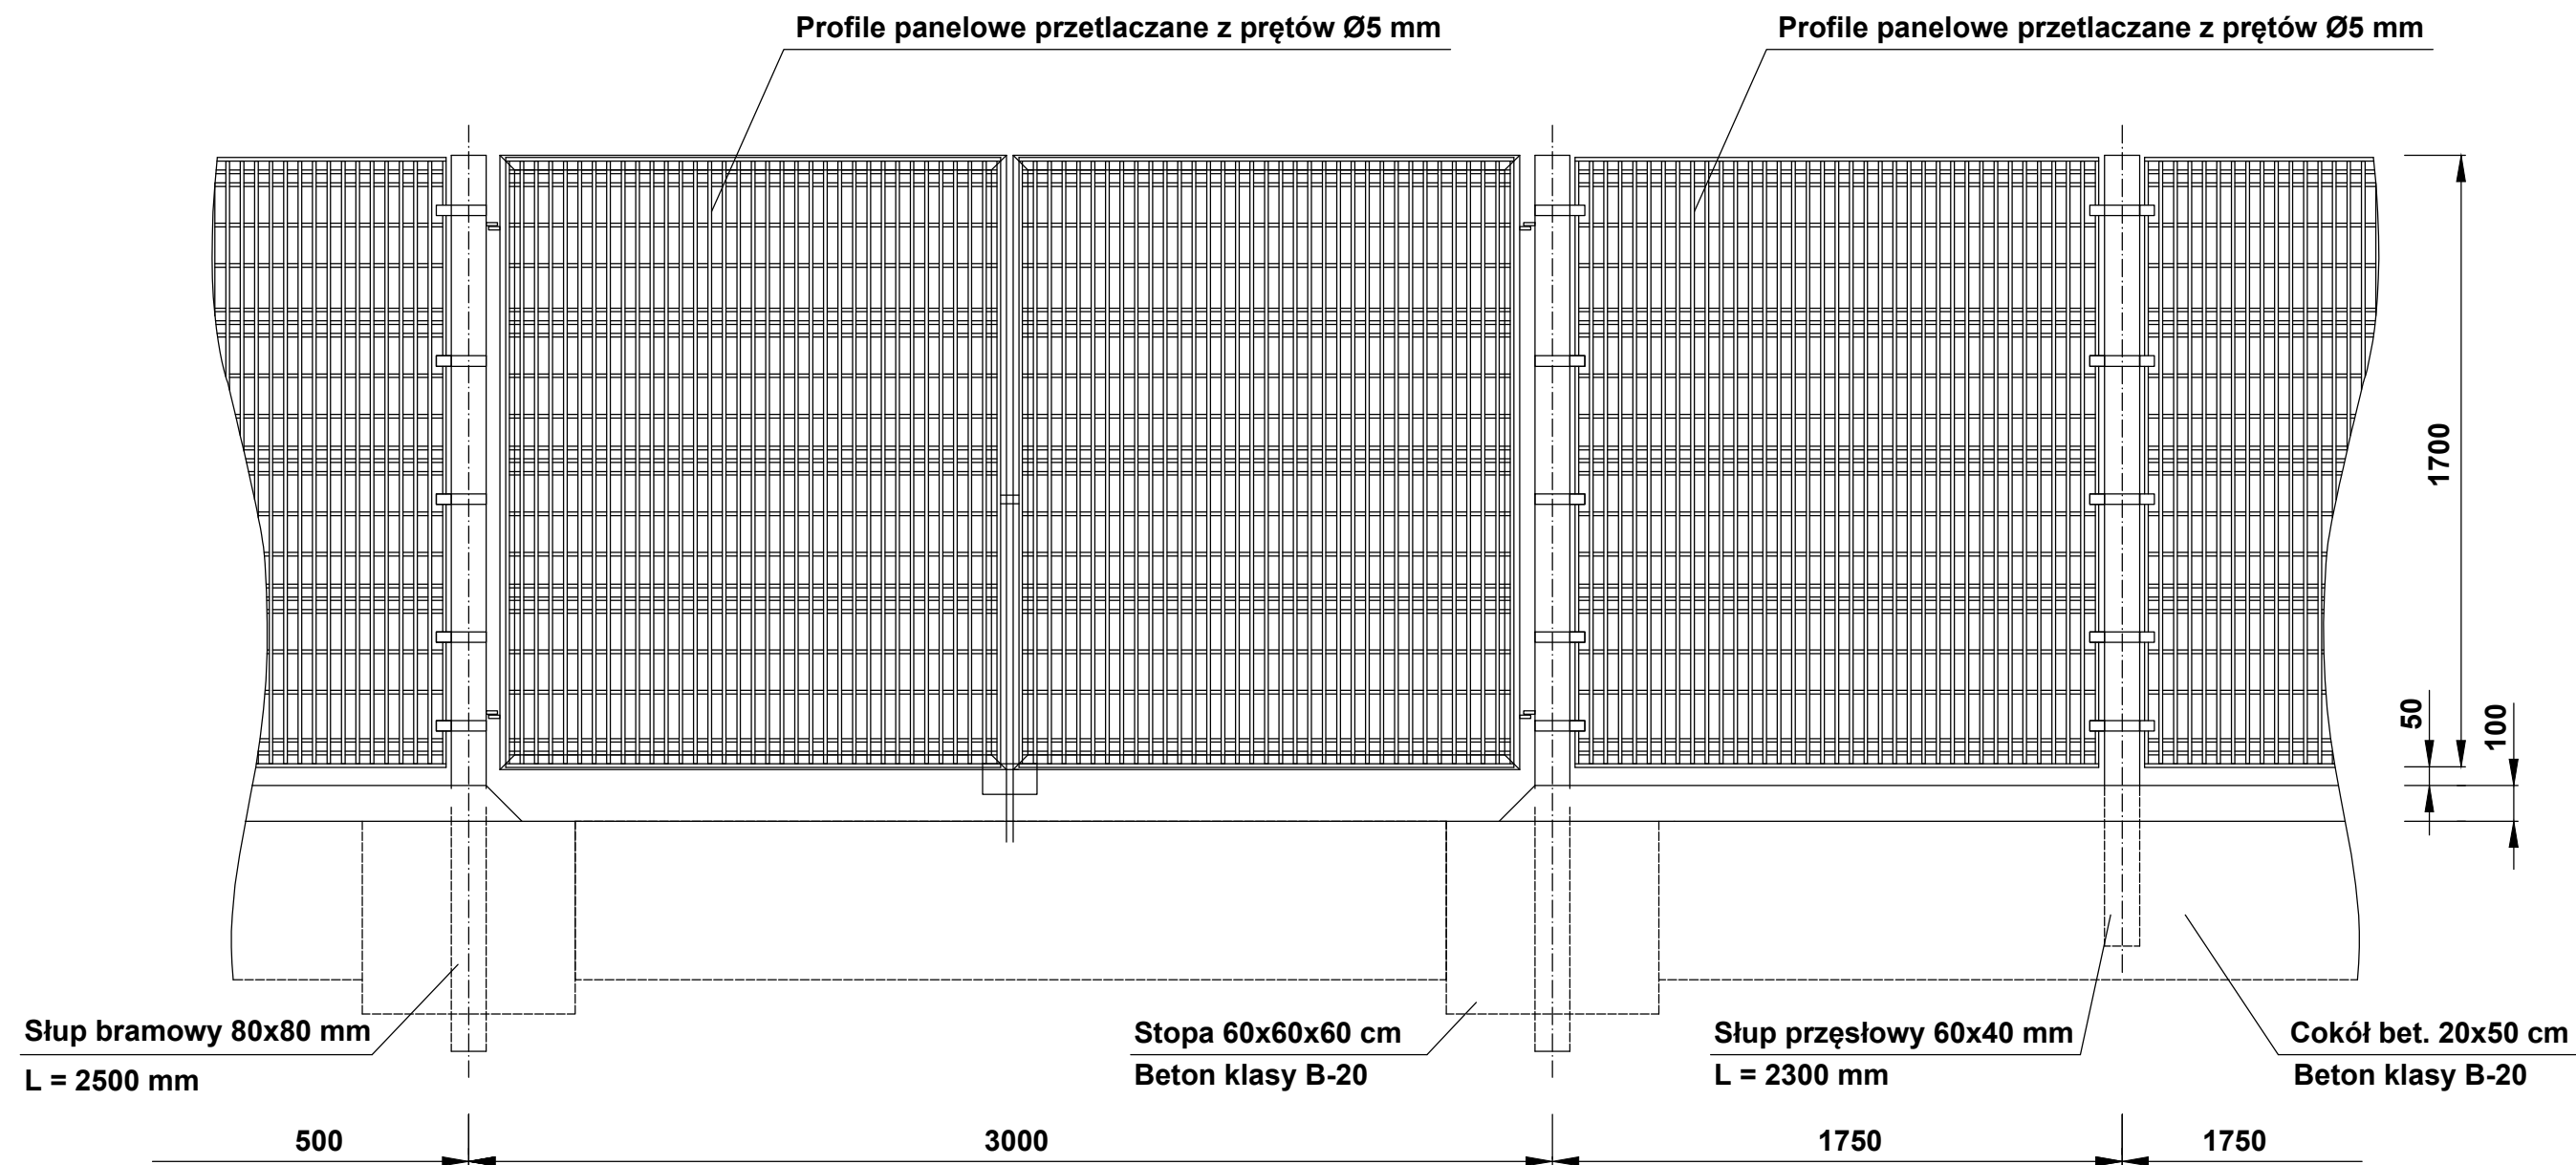 Profile panelowe przetlaczane z prętów Ø5 mm
Profile panelowe przetlaczane z prętów Ø5 mm
1700
50
100
Słup bramowy 80x80 mm
L = 2500 mm
Stopa 60x60x60 cm
Beton klasy B-20
Słup przęsłowy 60x40 mm
L = 2300 mm
Cokół bet. 20x50 cm
Beton klasy B-20
500
3000
1750
1750